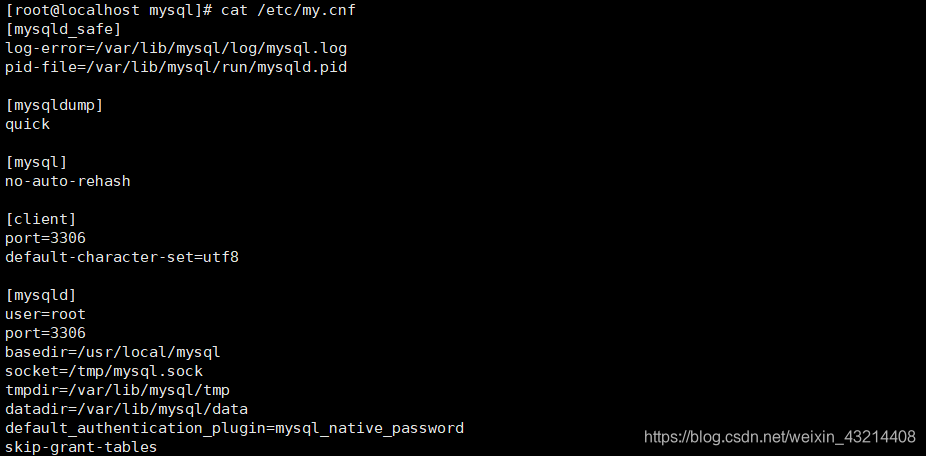 [root@localhost mysql]# cat /etc/my.cnf
[mysqld_safe]
log-error=/var/lib/mysql/log/mysql.log
pid-file=/var/lib/mysql/run/mysqld.pid
[mysqldump]
quick
[mysql]
no-auto-rehash
[client]
port=3306
default-character-set=utf8
[mysqld]
user=root
port=3306
basedir=/usr/local/mysql
socket=/tmp/mysql.sock
tmpdir=/var/lib/mysql/tmp
datadir=/var/lib/mysql/data
default_authentication_plugin=mysql_native_password
skip-grant-tables
https://blog.csdn.net/weixin_43214408